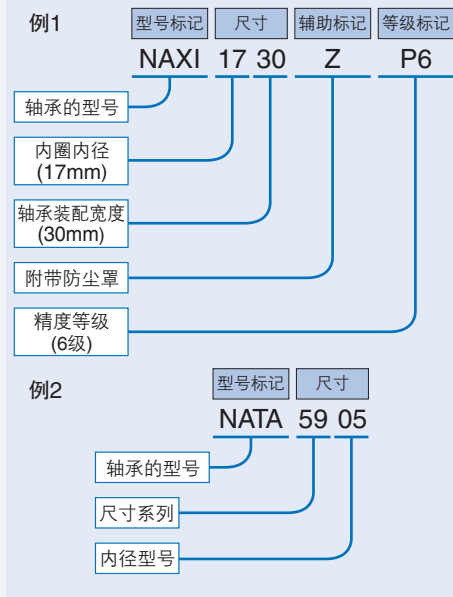 例1
型号标记 尺寸 辅助标记 等级标记
NAXI 17 30 Z P6
轴承的型号
内圈内径
(17mm)
轴承装配宽度
(30mm)
附带防尘罩
精度等级
(6级)
例2
型号标记 尺寸
NATA 59 05
轴承的型号
尺寸系列
内径型号